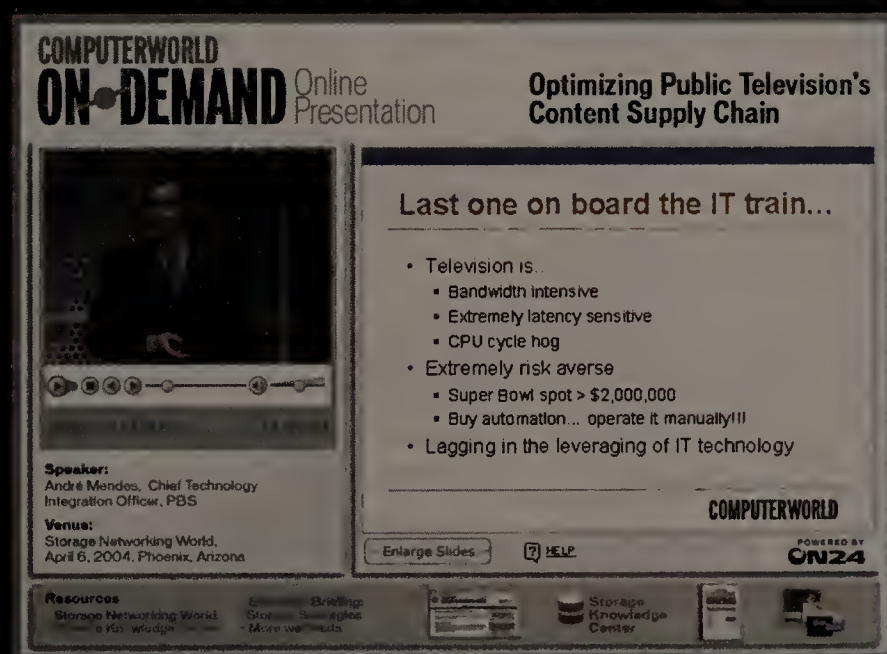 COMPUTERWORLD
ON DEMAND Online
Presentation
Optimizing Public Television's
Content Supply Chain
Last one on board the IT train...
• Television is..
▪ Bandwidth intensive
▪ Extremely latency sensitive
▪ CPU cycle hog
• Extremely risk averse
▪ Super Bowl spot > $2,000,000
▪ Buy automation... operate it manually!!!
• Lagging in the leveraging of IT technology
COMPUTERWORLD
Speaker:
André Mendes, Chief Technology
Integration Officer, PBS
Venue:
Storage Networking World,
April 6, 2004, Phoenix, Arizona
Enlarge Slides
? HELP
POWERED BY
ON24
Resources
Storage Networking World
Briefing:
Storage
Storage
Knowledge
Center